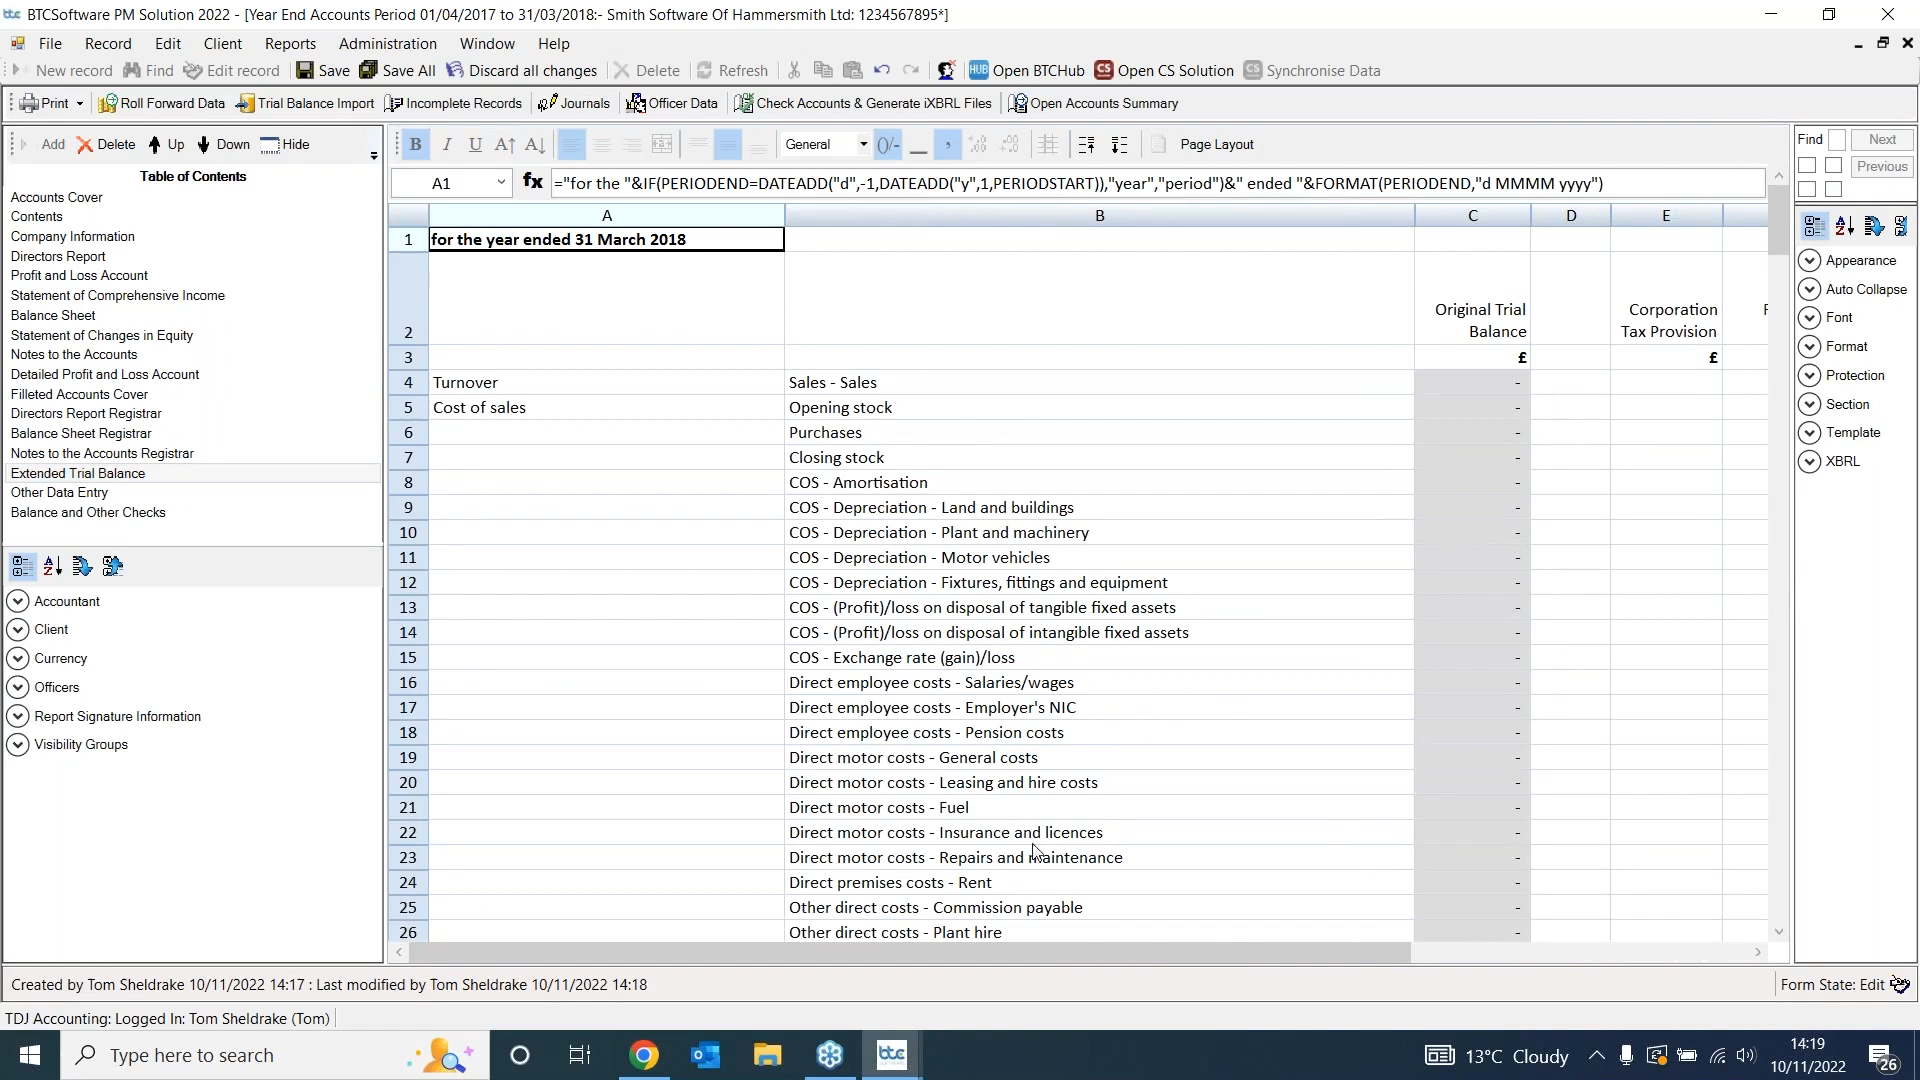 btc BTCSoftware PM Solution 2022 - [Year End Accounts Period 01/04/2017 to 31/03/2018:- Smith Software Of Hammersmith Ltd: 1234567895*]
File Record Edit Client Reports Administration Window Help
New record Find Edit record Save Save All Discard all changes Delete Refresh HUB Open BTCHub CS Open CS Solution CS Synchronise Data
Print Roll Forward Data Trial Balance Import Incomplete Records Journals Officer Data Check Accounts & Generate iXBRL Files Open Accounts Summary
Add Delete Up Down Hide
B I U A A General ()/- , Page Layout
Find Next
Previous
A1 fx ="for the "&IF(PERIODEND=DATEADD("d",-1,DATEADD("y",1,PERIODSTART)),"year","period")&" ended "&FORMAT(PERIODEND,"d MMMM yyyy")
Table of Contents
Accounts Cover
Contents
Company Information
Directors Report
Profit and Loss Account
Statement of Comprehensive Income
Balance Sheet
Statement of Changes in Equity
Notes to the Accounts
Detailed Profit and Loss Account
Filleted Accounts Cover
Directors Report Registrar
Balance Sheet Registrar
Notes to the Accounts Registrar
Extended Trial Balance
Other Data Entry
Balance and Other Checks
Accountant
Client
Currency
Officers
Report Signature Information
Visibility Groups
A B C D E
1 for the year ended 31 March 2018
Original Trial Corporation F
2 Balance Tax Provision
3 £ £
4 Turnover Sales - Sales -
5 Cost of sales Opening stock -
6 Purchases -
7 Closing stock -
8 COS - Amortisation -
9 COS - Depreciation - Land and buildings -
10 COS - Depreciation - Plant and machinery -
11 COS - Depreciation - Motor vehicles -
12 COS - Depreciation - Fixtures, fittings and equipment -
13 COS - (Profit)/loss on disposal of tangible fixed assets -
14 COS - (Profit)/loss on disposal of intangible fixed assets -
15 COS - Exchange rate (gain)/loss -
16 Direct employee costs - Salaries/wages -
17 Direct employee costs - Employer's NIC -
18 Direct employee costs - Pension costs -
19 Direct motor costs - General costs -
20 Direct motor costs - Leasing and hire costs -
21 Direct motor costs - Fuel -
22 Direct motor costs - Insurance and licences -
23 Direct motor costs - Repairs and maintenance -
24 Direct premises costs - Rent -
25 Other direct costs - Commission payable -
26 Other direct costs - Plant hire -
Appearance
Auto Collapse
Font
Format
Protection
Section
Template
XBRL
Created by Tom Sheldrake 10/11/2022 14:17 : Last modified by Tom Sheldrake 10/11/2022 14:18 Form State: Edit
TDJ Accounting: Logged In: Tom Sheldrake (Tom)
Type here to search btc 13°C Cloudy 14:19
10/11/2022 26